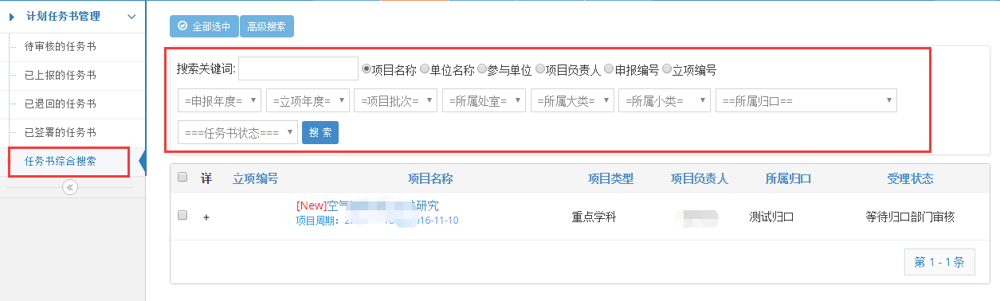 计划任务书管理
待审核的任务书
已上报的任务书
已退回的任务书
已签署的任务书
任务书综合搜索
全部选中 高级搜索
搜索关键词: 项目名称 单位名称 参与单位 项目负责人 申报编号 立项编号
=申报年度= =立项年度= =项目批次= =所属处室= =所属大类= =所属小类= ==所属归口==
===任务书状态=== 搜 索
详 立项编号 项目名称 项目类型 项目负责人 所属归口 受理状态
+ [New]空气 研究 重点学科 测试归口 等待归口部门审核
项目周期: 16-11-10
第 1 - 1 条